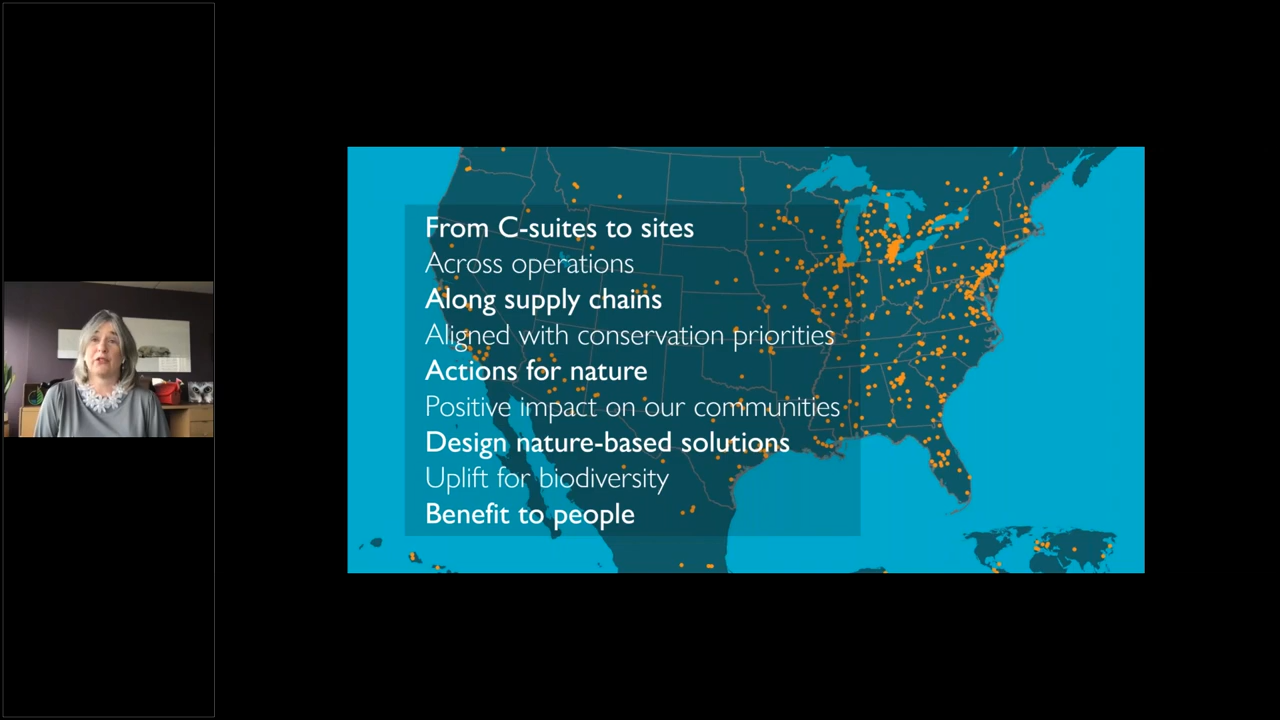 From C-suites to sites
Across operations
Along supply chains
Aligned with conservation priorities
Actions for nature
Positive impact on our communities
Design nature-based solutions
Uplift for biodiversity
Benefit to people